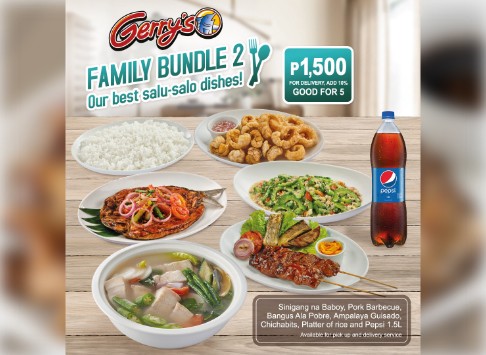 Gerry's
FAMILY BUNDLE 2
Our best salu-salo dishes!
₱1,500
FOR DELIVERY, ADD 10%
GOOD FOR 5
pepsi
Sinigang na Baboy, Pork Barbecue,
Bangus Ala Pobre, Ampalaya Guisado,
Chichabits, Platter of rice and Pepsi 1.5L
Available for pick up and delivery service